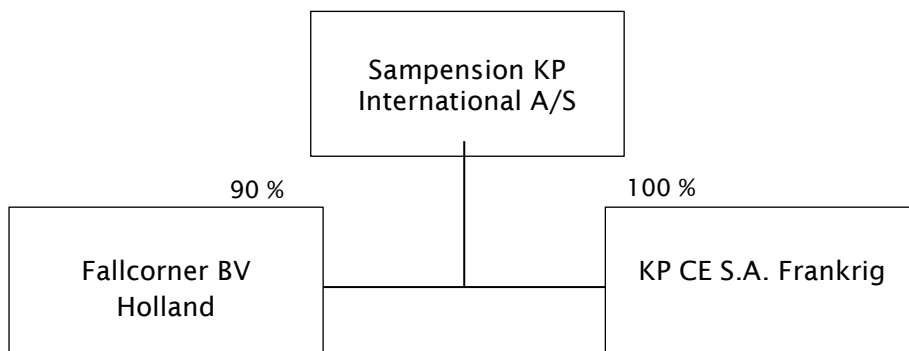 Sampension KP
International A/S
90 %
100 %
Fallcorner BV
Holland
KP CE S.A. Frankrig